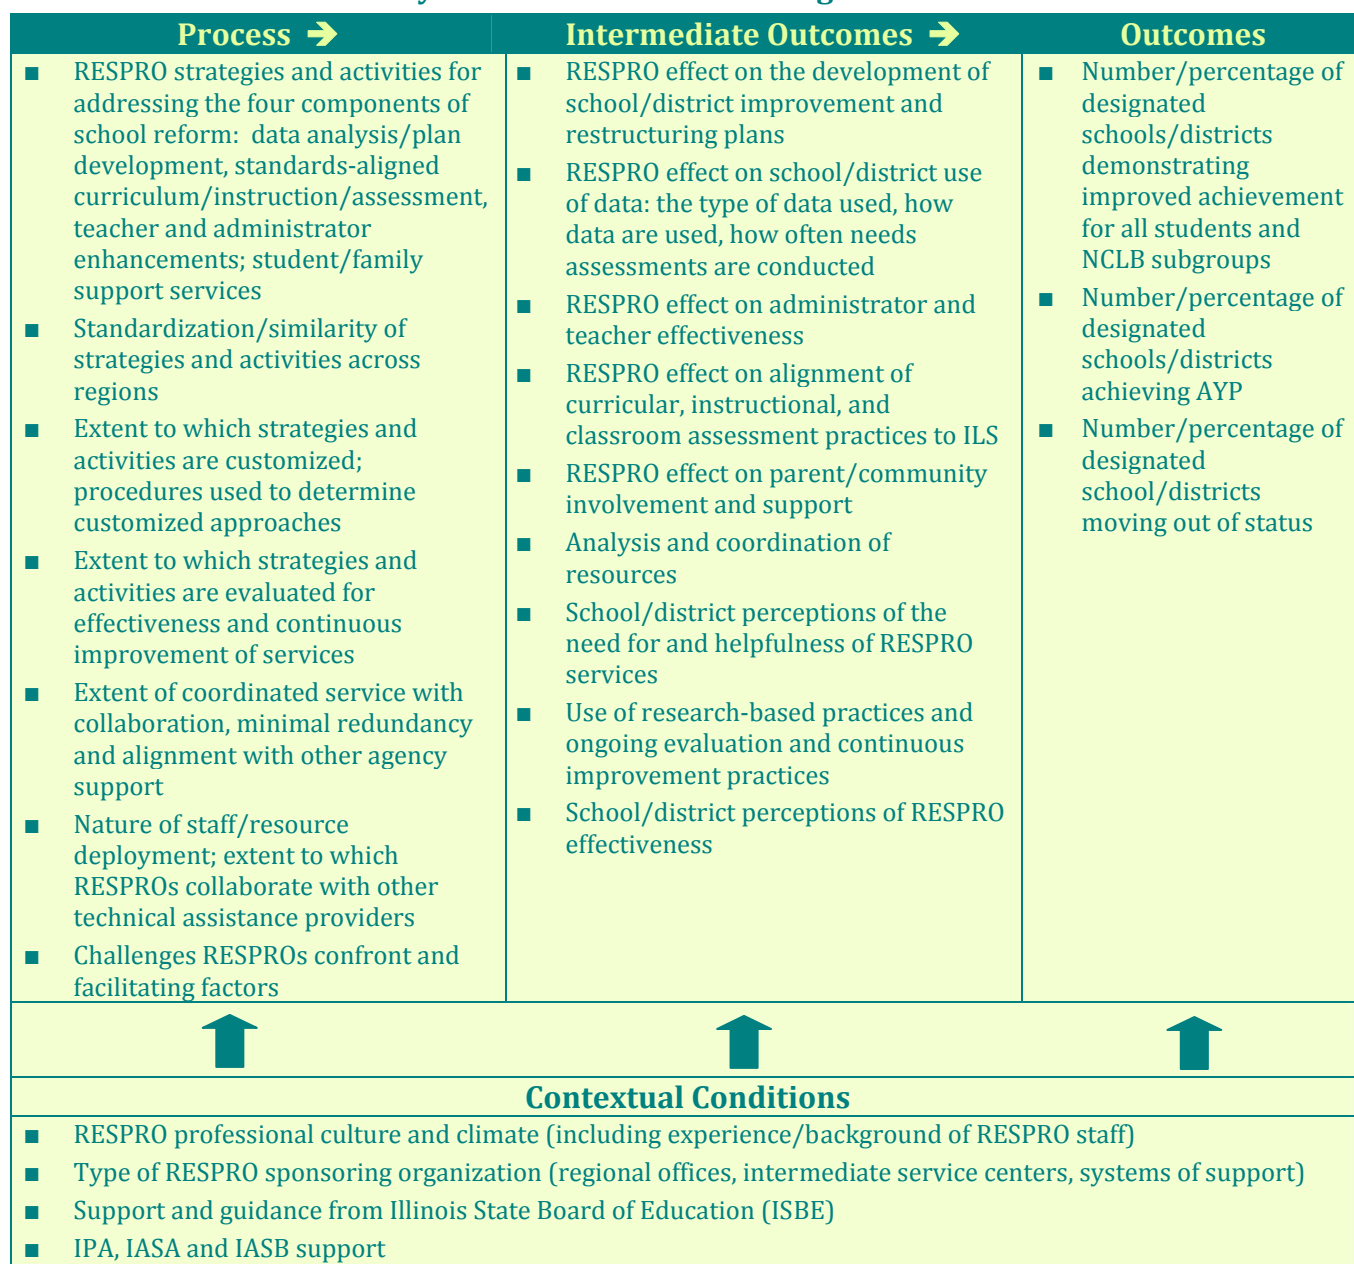 Process ➔
Intermediate Outcomes ➔
Outcomes
■ RESPRO strategies and activities for
addressing the four components of
school reform: data analysis/plan
development, standards-aligned
curriculum/instruction/assessment,
teacher and administrator
enhancements; student/family
support services
■ Standardization/similarity of
strategies and activities across
regions
■ Extent to which strategies and
activities are customized;
procedures used to determine
customized approaches
■ Extent to which strategies and
activities are evaluated for
effectiveness and continuous
improvement of services
■ Extent of coordinated service with
collaboration, minimal redundancy
and alignment with other agency
support
■ Nature of staff/resource
deployment; extent to which
RESPROs collaborate with other
technical assistance providers
■ Challenges RESPROs confront and
facilitating factors
■ RESPRO effect on the development of
school/district improvement and
restructuring plans
■ RESPRO effect on school/district use
of data: the type of data used, how
data are used, how often needs
assessments are conducted
■ RESPRO effect on administrator and
teacher effectiveness
■ RESPRO effect on alignment of
curricular, instructional, and
classroom assessment practices to ILS
■ RESPRO effect on parent/community
involvement and support
■ Analysis and coordination of
resources
■ School/district perceptions of the
need for and helpfulness of RESPRO
services
■ Use of research-based practices and
ongoing evaluation and continuous
improvement practices
■ School/district perceptions of RESPRO
effectiveness
■ Number/percentage of
designated
schools/districts
demonstrating
improved achievement
for all students and
NCLB subgroups
■ Number/percentage of
designated
schools/districts
achieving AYP
■ Number/percentage of
designated
school/districts
moving out of status
Contextual Conditions
■ RESPRO professional culture and climate (including experience/background of RESPRO staff)
■ Type of RESPRO sponsoring organization (regional offices, intermediate service centers, systems of support)
■ Support and guidance from Illinois State Board of Education (ISBE)
■ IPA, IASA and IASB support